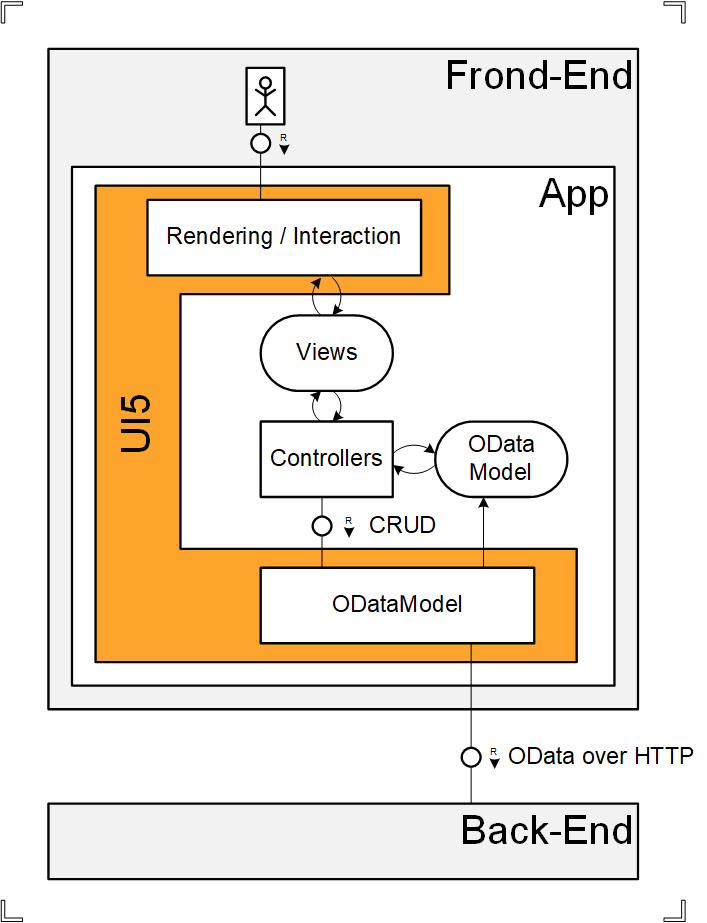 Frond-End
R
App
Rendering / Interaction
Views
UI5
Controllers
OData
Model
R
CRUD
ODataModel
R
OData over HTTP
Back-End